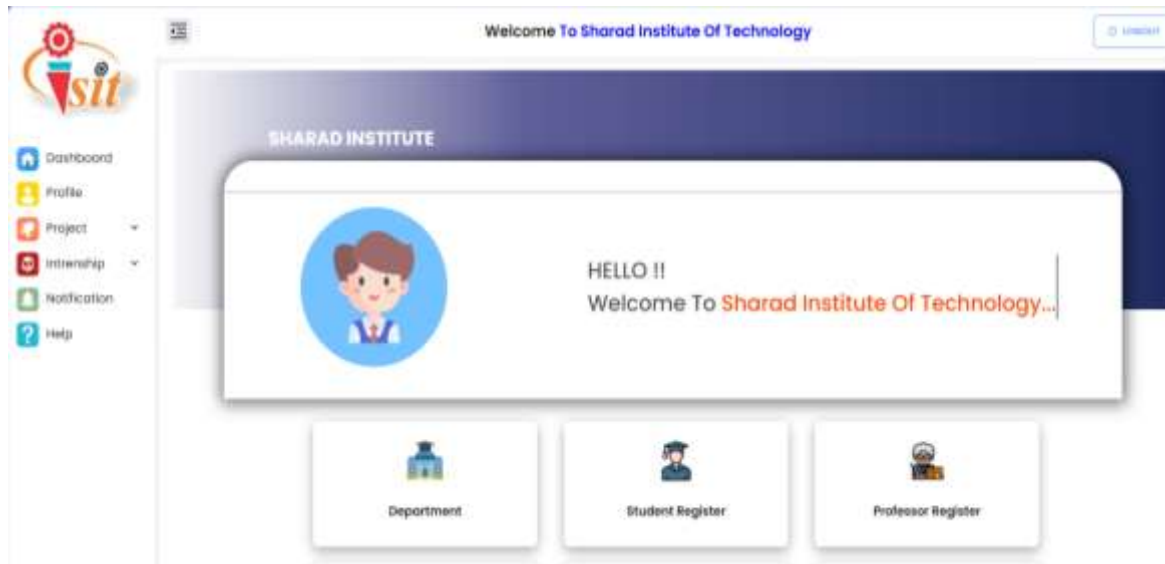 Welcome To Sharad Institute Of Technology
LOGOUT
sit
SHARAD INSTITUTE
Dashboard
Profile
Project
Intrenship
Notification
Help
HELLO !!
Welcome To Sharad Institute Of Technology...
Department
Student Register
Professor Register